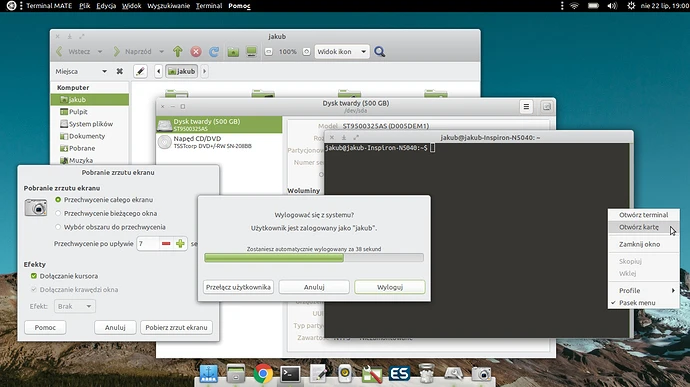 Terminal MATE Plik Edycja Widok Wyszukiwanie Terminal Pomoc
nie 22 lip, 19:00
jakub
Wstecz Naprzód 100% Widok ikon
Miejsca jakub
Komputer
jakub
Pulpit
System plików
Dokumenty
Pobrane
Muzyka
Dysk twardy (500 GB)
/dev/sda
Dysk twardy (500 GB)
ST9500325AS
Napęd CD/DVD
TSSTcorp DVD+/-RW SN-208BB
Model ST9500325AS (D005DEM1)
Woluminy
jakub@jakub-Inspiron-N5040: ~
jakub@jakub-Inspiron-N5040:~$
Pobranie zrzutu ekranu
Pobranie zrzutu ekranu
Przechwycenie całego ekranu
Przechwycenie bieżącego okna
Wybór obszaru do przechwycenia
Przechwycenie po upływie 7
Efekty
Dołączanie kursora
Dołączanie krawędzi okna
Efekt: Brak
Pomoc Anuluj Pobierz zrzut ekranu
Wylogować się z systemu?
Użytkownik jest zalogowany jako "jakub".
Zostaniesz automatycznie wylogowany za 38 sekund
Przełącz użytkownika Anuluj Wyloguj
Otwórz terminal
Otwórz kartę
Zamknij okno
Skopiuj
Wklej
Profile
Pasek menu
ES